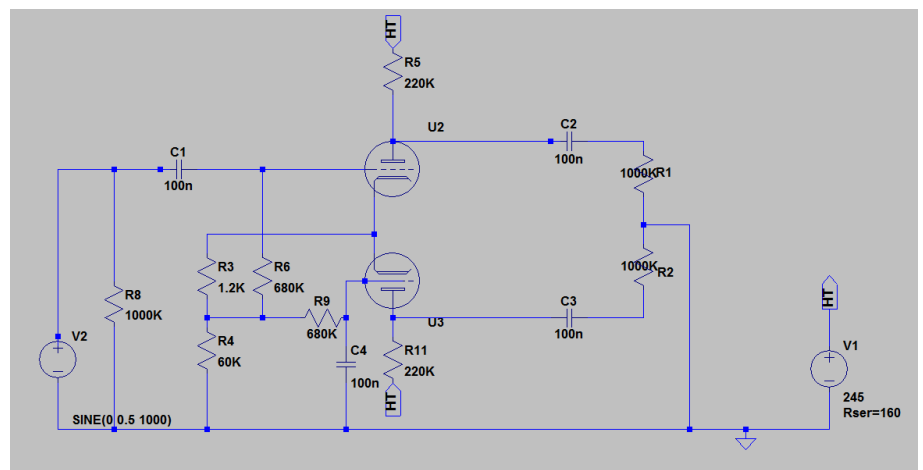 HT
R5
220K
U2
C1
100n
C2
100n
1000K
R1
R3
1.2K
R6
680K
R8
1000K
R9
680K
1000K
R2
HT
U3
C3
100n
V2
R4
60K
C4
100n
R11
220K
HT
V1
245
Rser=160
SINE(0 0.5 1000)